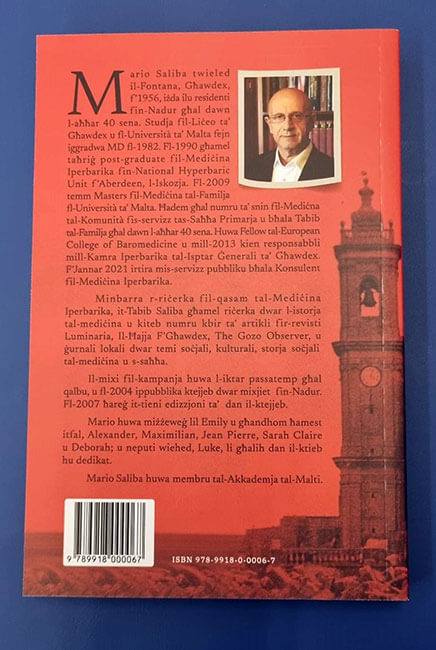 Mario Saliba twieled
il-Fontana, Għawdex,
f'1956, iżda ilu residenti
fin-Nadur għal dawn
l-aħħar 40 sena. Studja fil-Liċeo ta'
Għawdex u fl-Università ta' Malta fejn
iggradwa MD fl-1982. Fl-1990 għamel
taħriġ post-graduate fil-Mediċina
Iperbarika fin-National Hyperbaric
Unit f'Aberdeen, l-Iskozja. Fl-2009
temm Masters fil-Mediċina tal-Familja
fl-Università ta' Malta. Ħadem għal numru ta' snin fil-Mediċna
tal-Komunità fis-servizz tas-Saħħa Primarja u bħala Tabib
tal-Familja għal dawn l-aħħar 40 sena. Huwa Fellow tal-European
College of Baromedicine u mill-2013 kien responsabbli
mill-Kamra Iperbarika tal-Isptar Ġenerali ta' Għawdex.
F'Jannar 2021 irtira mis-servizz pubbliku bħala Konsulent
fil-Mediċina Iperbarika.
Minbarra r-riċerka fil-qasam tal-Mediċina
Iperbarika, it-Tabib Saliba għamel riċerka dwar l-istorja
tal-mediċina u kiteb numru kbir ta' artikli fir-revisti
Luminaria, Il-Ħajja F'Għawdex, The Gozo Observer, u
ġurnali lokali dwar temi soċjali, kulturali, storja soċjali
tal-mediċina u s-saħħa.
Il-mixi fil-kampanja huwa l-iktar passatemp għal
qalbu, u fl-2004 ippubblika ktejjeb dwar mixjiet fin-Nadur.
Fl-2007 ħareġ it-tieni edizzjoni ta' dan il-ktejjeb.
Mario huwa miżżeweġ lil Emily u għandhom ħamest
itfal, Alexander, Maximilian, Jean Pierre, Sarah Claire
u Deborah; u neputi wieħed, Luke, li għalih dan il-ktieb
hu dedikat.
Mario Saliba huwa membru tal-Akkademja tal-Malti.
9 789918 000067
ISBN 978-9918-0-0006-7